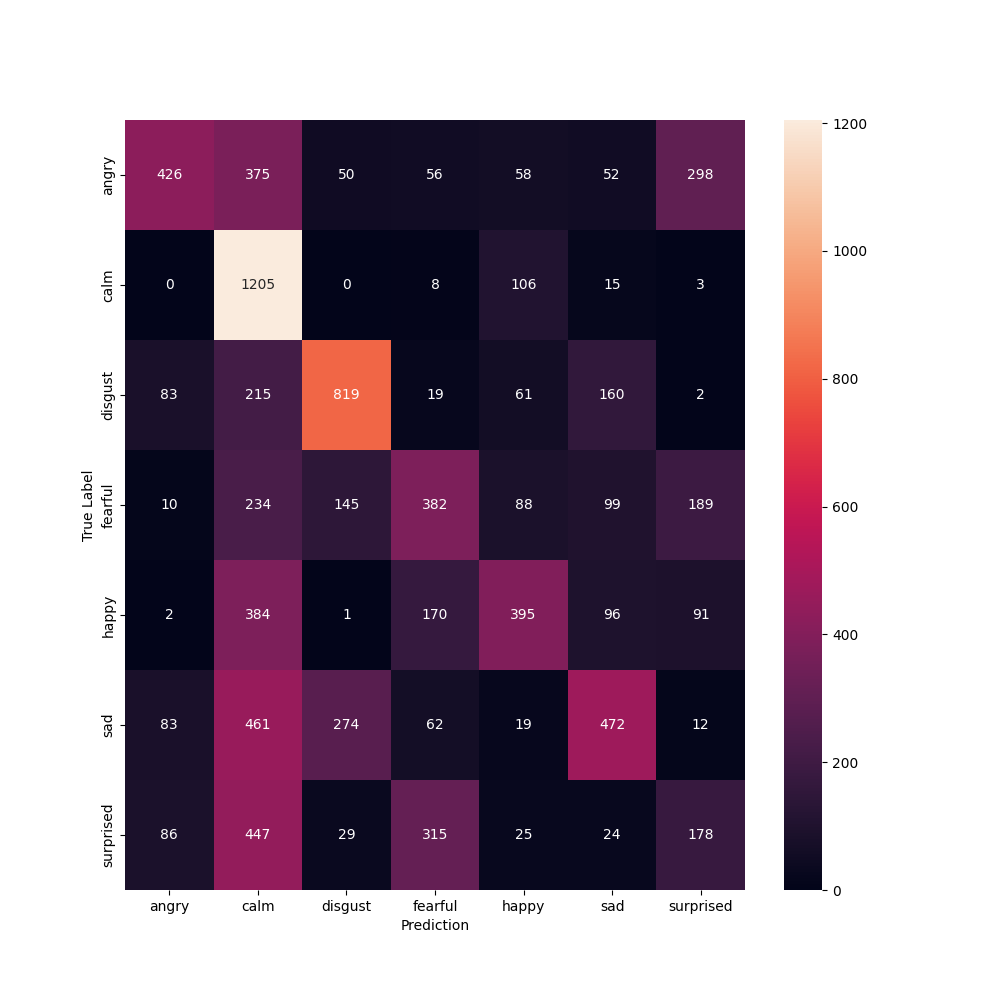 angry 426 375 50 56 58 52 298
calm 0 1205 0 8 106 15 3
disgust 83 215 819 19 61 160 2
fearful 10 234 145 382 88 99 189
happy 2 384 1 170 395 96 91
sad 83 461 274 62 19 472 12
surprised 86 447 29 315 25 24 178
True Label
angry calm disgust fearful happy sad surprised
Prediction
1200
1000
800
600
400
200
0